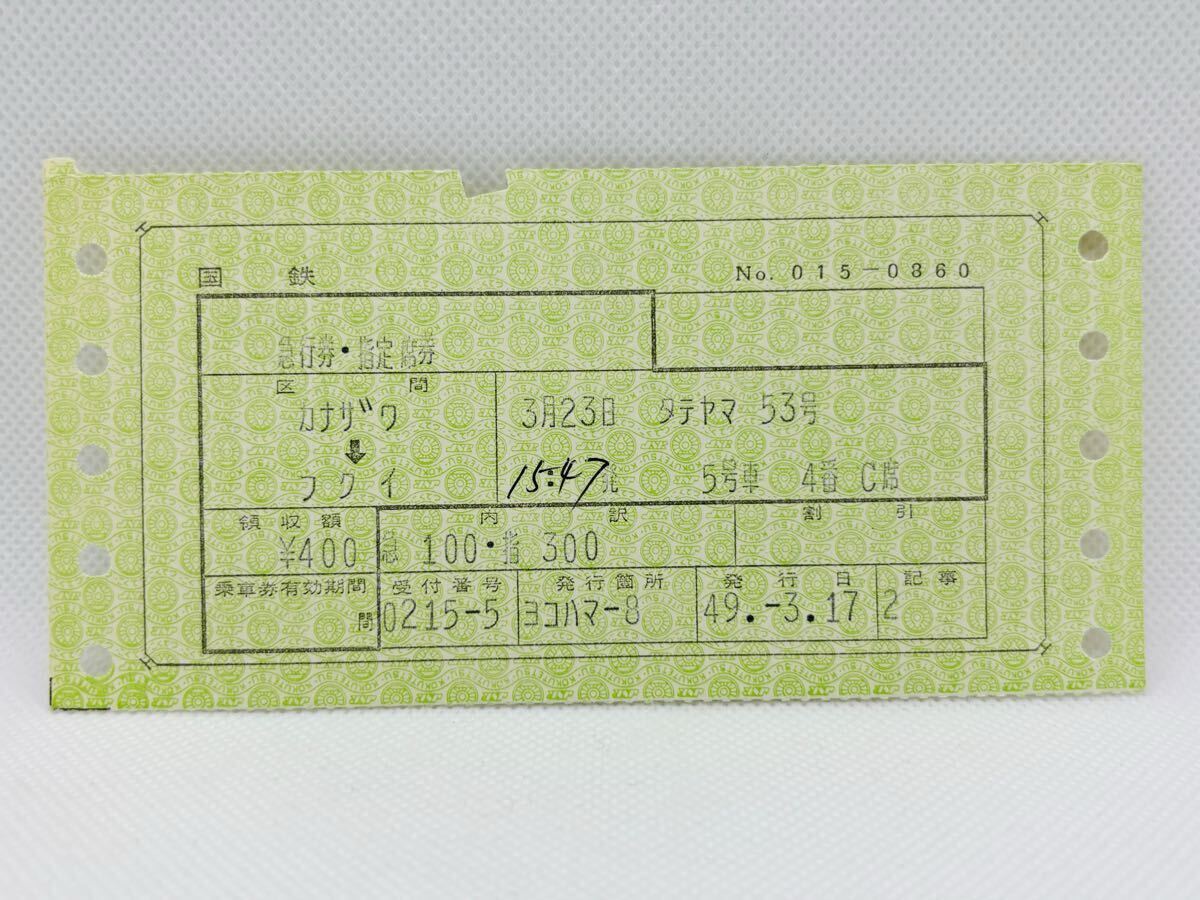 国鉄 No. 015-0860
急行券・指定席券
区間
カナザワ 3月23日 タテヤマ 53号
⬇
フクイ 15:47発 5号車 4番 C席
領収額 内訳 割引
¥400 急 100・指 300
乗車券有効期間 受付番号 発行箇所 発行日 記事
間 0215-5 ヨコハマ-8 49.-3.17 2